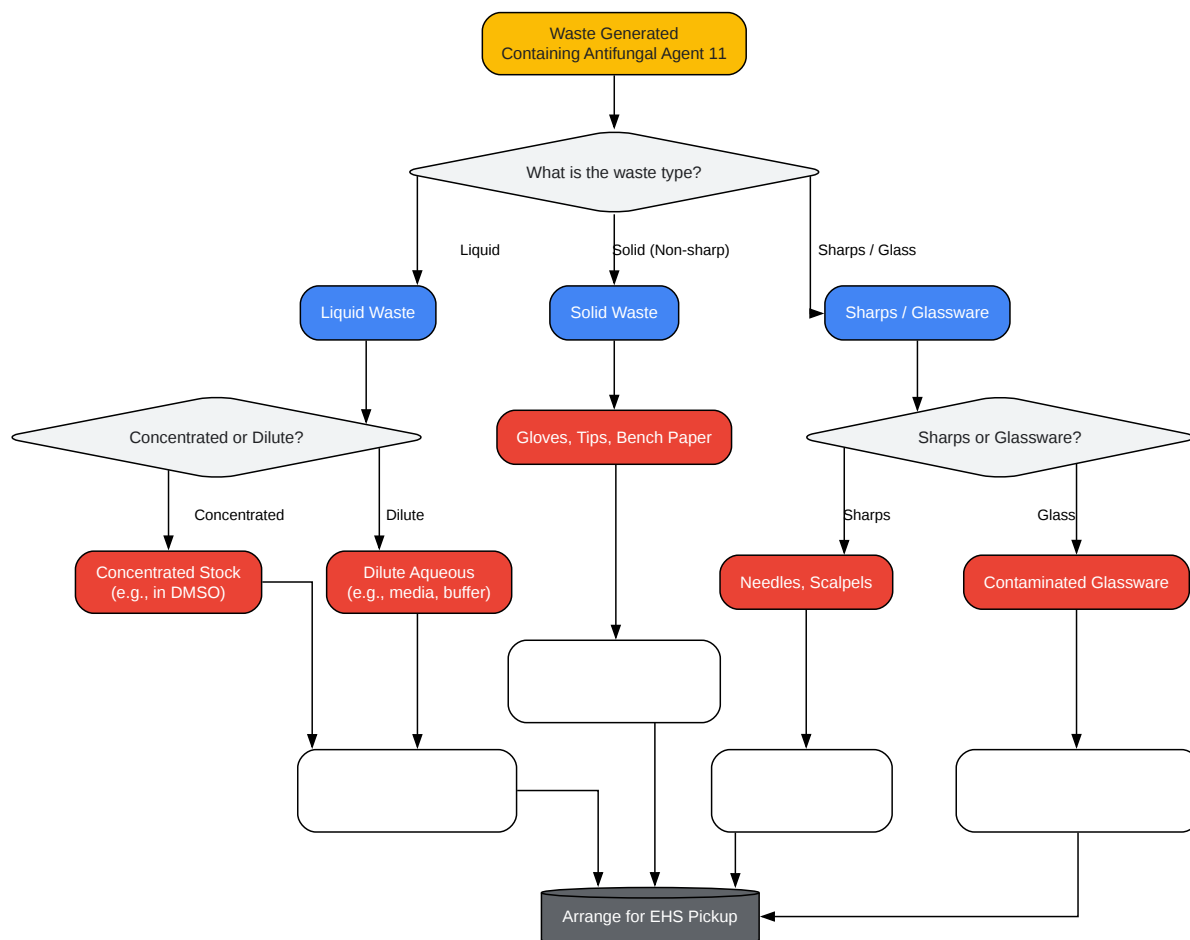 Waste Generated
Containing Antifungal Agent 11
What is the waste type?
Liquid
Solid (Non-sharp)
Sharps / Glass
Liquid Waste
Solid Waste
Sharps / Glassware
Concentrated or Dilute?
Gloves, Tips, Bench Paper
Sharps or Glassware?
Concentrated
Dilute
Sharps
Glass
Concentrated Stock
(e.g., in DMSO)
Dilute Aqueous
(e.g., media, buffer)
Needles, Scalpels
Contaminated Glassware
Arrange for EHS Pickup